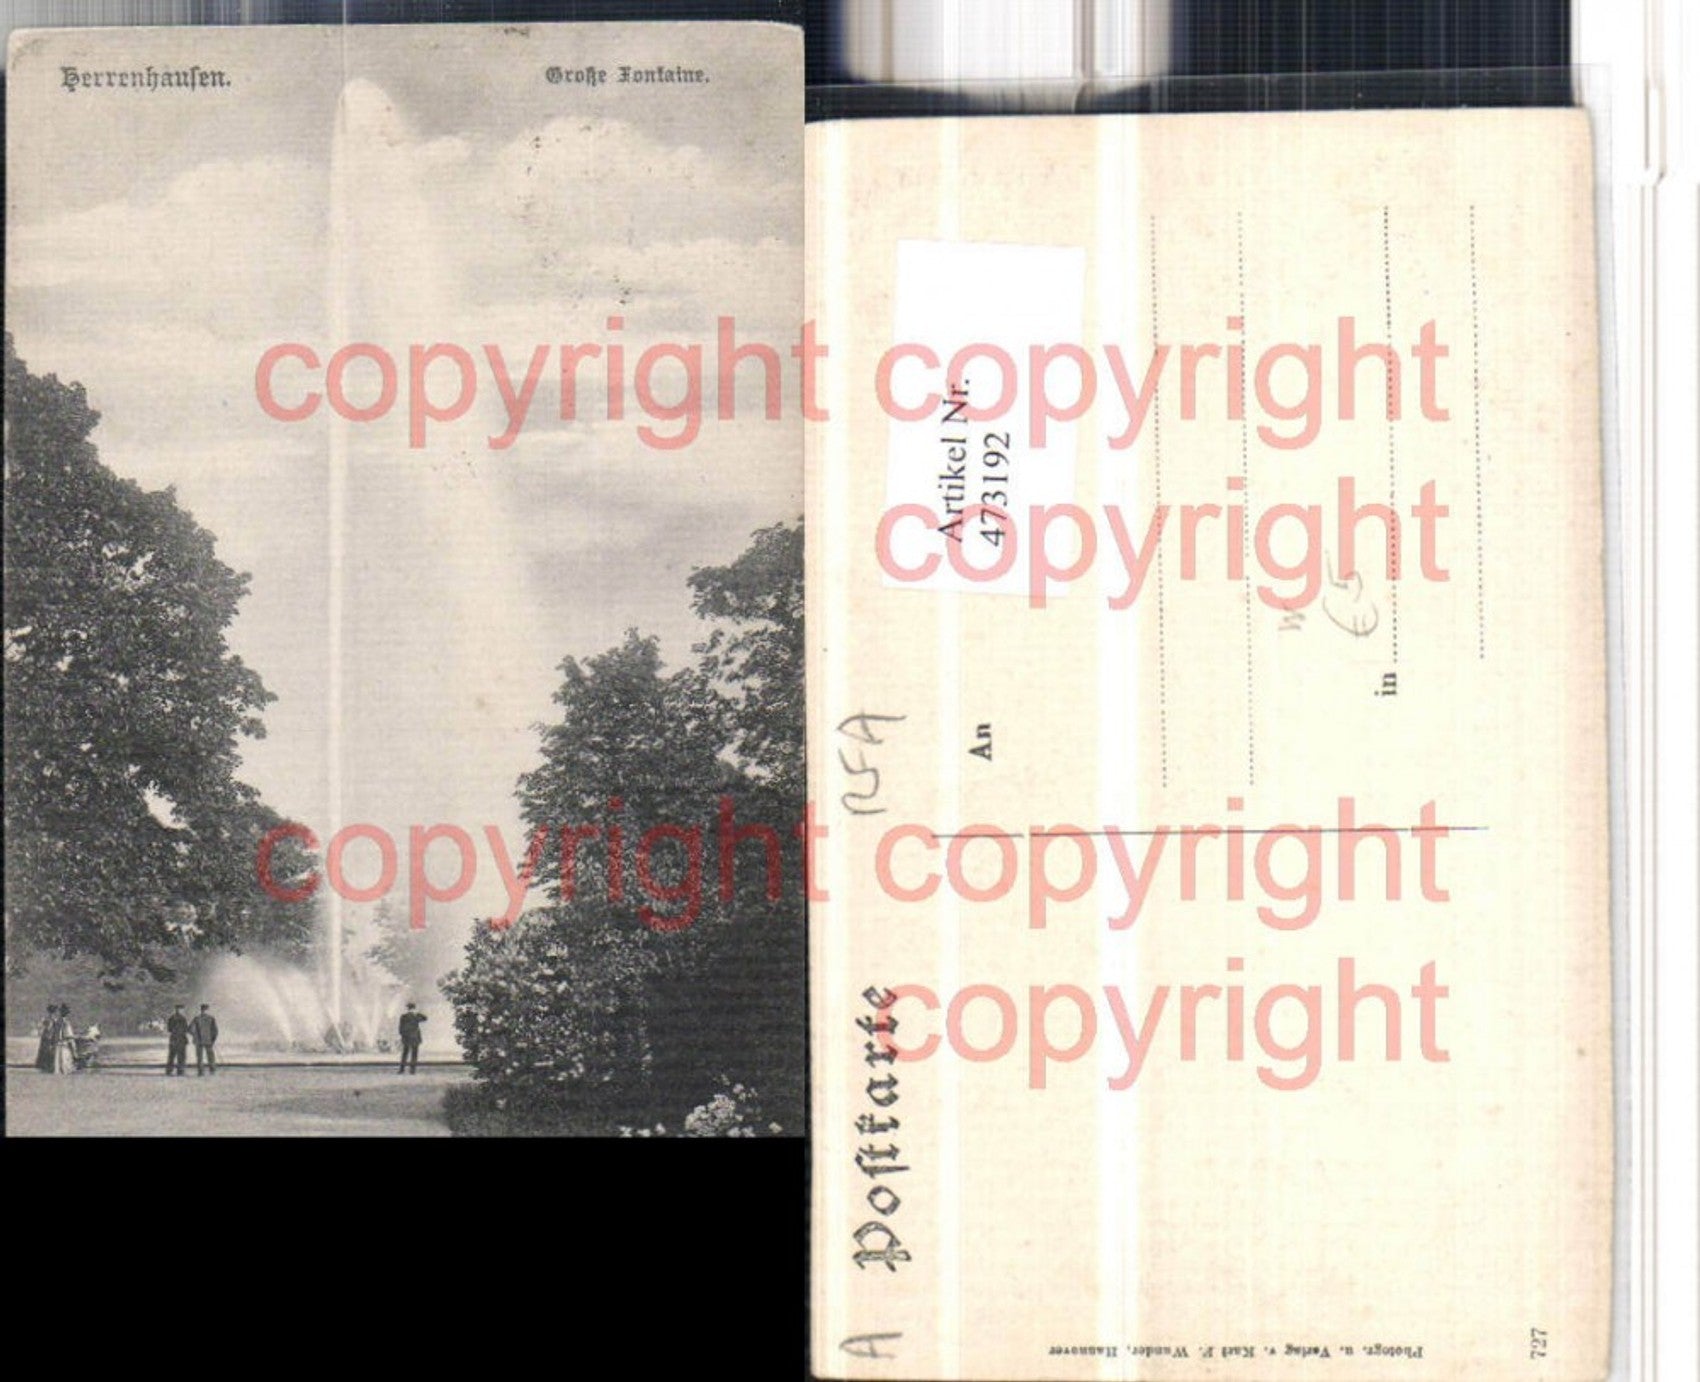 Herrenhausen.
Große Fontaine.
copyright copyright
copyright
copyright copyright
copyright
Artikel Nr.
473192
An
in
W
€5
A Postkarte
Photogr. u. Verlag v. Karl F. Wunder, Hannover
727